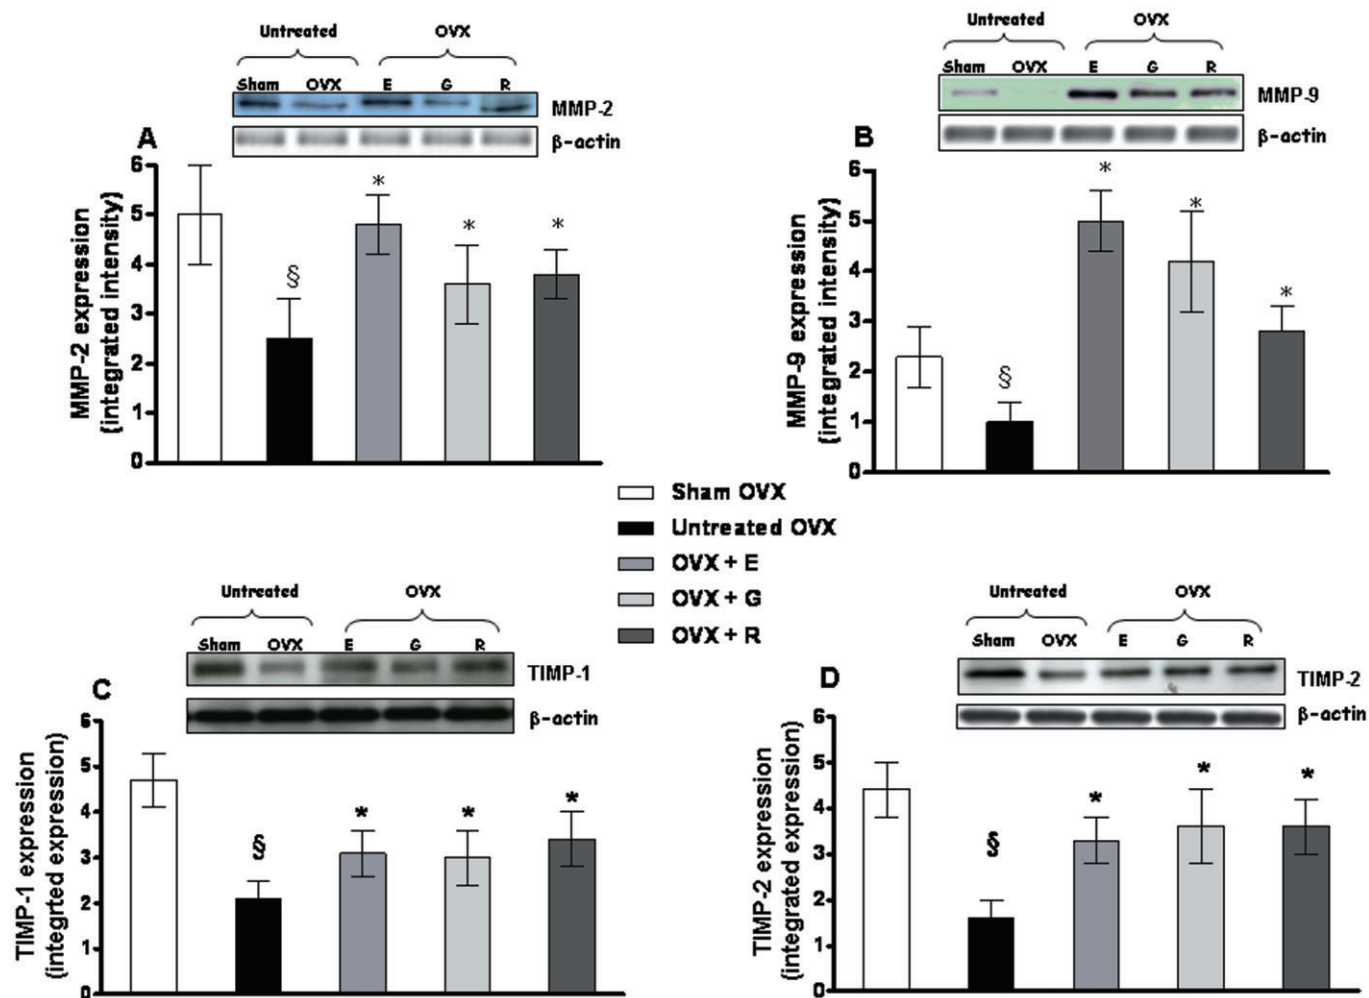 Untreated OVX
Sham OVX E G R
MMP-2
β-actin
A
6
5
4
3
2
1
0
MMP-2 expression
(integrated intensity)
§
*
*
*
Untreated OVX
Sham OVX E G R
MMP-9
β-actin
B
6
5
4
3
2
1
0
MMP-9 expression
(integrated intensity)
§
*
*
*
Sham OVX
Untreated OVX
OVX + E
OVX + G
OVX + R
Untreated OVX
Sham OVX E G R
TIMP-1
β-actin
C
6
5
4
3
2
1
0
TIMP-1 expression
(integrted expression)
§
*
*
*
Untreated OVX
Sham OVX E G R
TIMP-2
β-actin
D
6
5
4
3
2
1
0
TIMP-2 expression
(integrated expression)
§
*
*
*